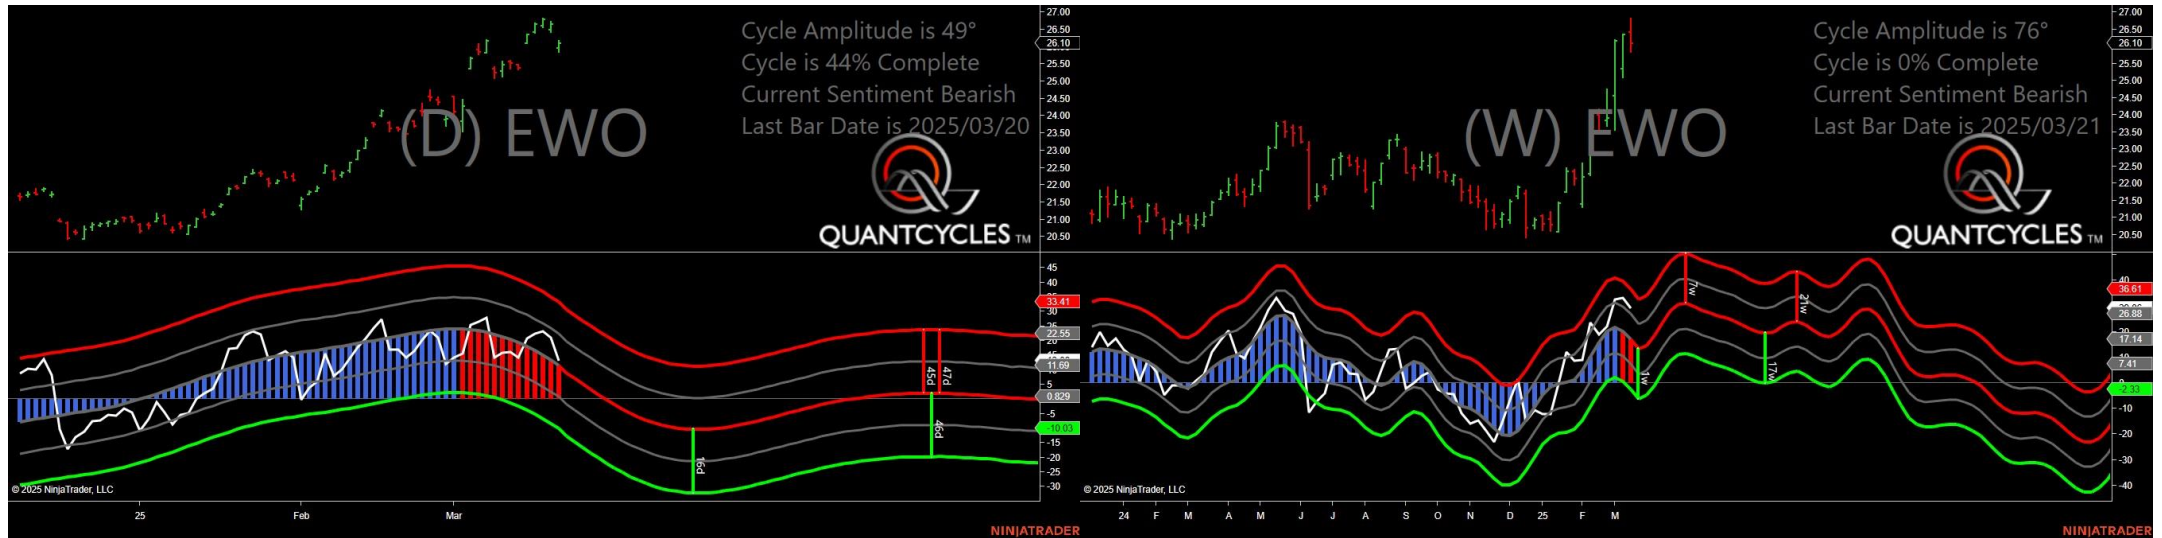 Cycle Amplitude is 49°
Cycle is 44% Complete
Current Sentiment Bearish
Last Bar Date is 2025/03/20
(D) EWO
QUANTCYCLES TM
27.00
26.50
26.10
25.50
25.00
24.50
24.00
23.50
23.00
22.50
22.00
21.50
21.00
20.50
45
33.41
30
25
22.55
20
15
11.69
5
0.829
-5
-10.03
-15
-20
-25
-30
16d
45d
47d
46d
© 2025 NinjaTrader, LLC
25
Feb
Mar
NINJATRADER
Cycle Amplitude is 76°
Cycle is 0% Complete
Current Sentiment Bearish
Last Bar Date is 2025/03/21
(W) EWO
QUANTCYCLES TM
27.00
26.50
26.10
25.50
25.00
24.50
24.00
23.50
23.00
22.50
22.00
21.50
21.00
20.50
40
36.61
26.88
20
17.14
10
7.41
-2.33
-10
-20
-30
-40
1w
7w
17w
21w
© 2025 NinjaTrader, LLC
24
F
M
A
M
J
J
A
S
O
N
D
25
F
M
NINJATRADER